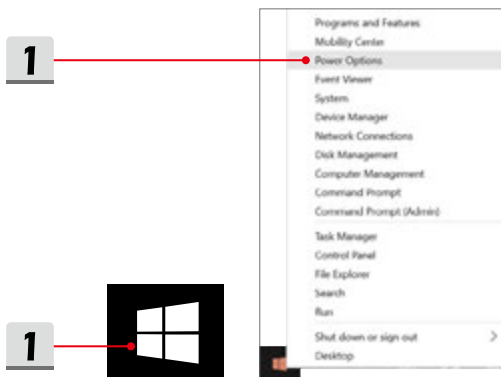 Programs and Features
Mobility Center
1
Power Options
Event Viewer
System
Device Manager
Network Connections
Disk Management
Computer Management
Command Prompt
Command Prompt (Admin)
Task Manager
Control Panel
File Explorer
Search
Run
Shut down or sign out
1
Desktop